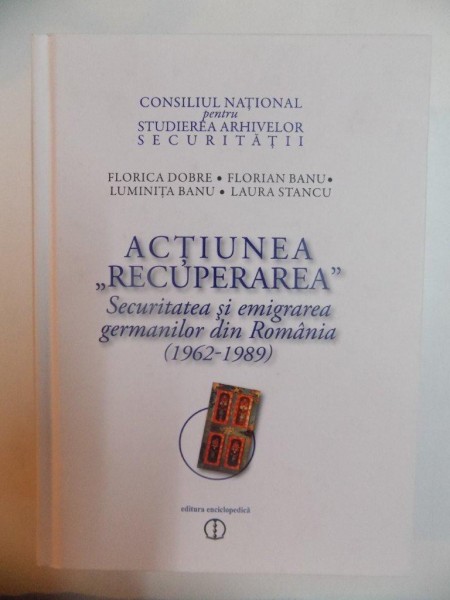 CONSILIUL NAȚIONAL
pentru
STUDIEREA ARHIVELOR
SECURITĂȚII
FLORICA DOBRE • FLORIAN BANU •
LUMINIȚA BANU • LAURA STANCU
ACȚIUNEA
„RECUPERAREA”
Securitatea și emigrarea
germanilor din România
(1962-1989)
editura enciclopedică